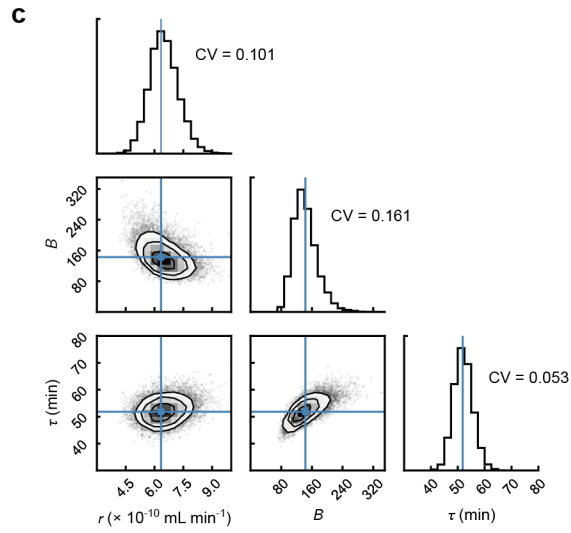 c
CV = 0.101
320
240
160
80
B
CV = 0.161
80
70
60
50
40
τ (min)
CV = 0.053
4.5 6.0 7.5 9.0
80 160 240 320
40 50 60 70 80
r (× 10⁻¹⁰ mL min⁻¹)
B
τ (min)